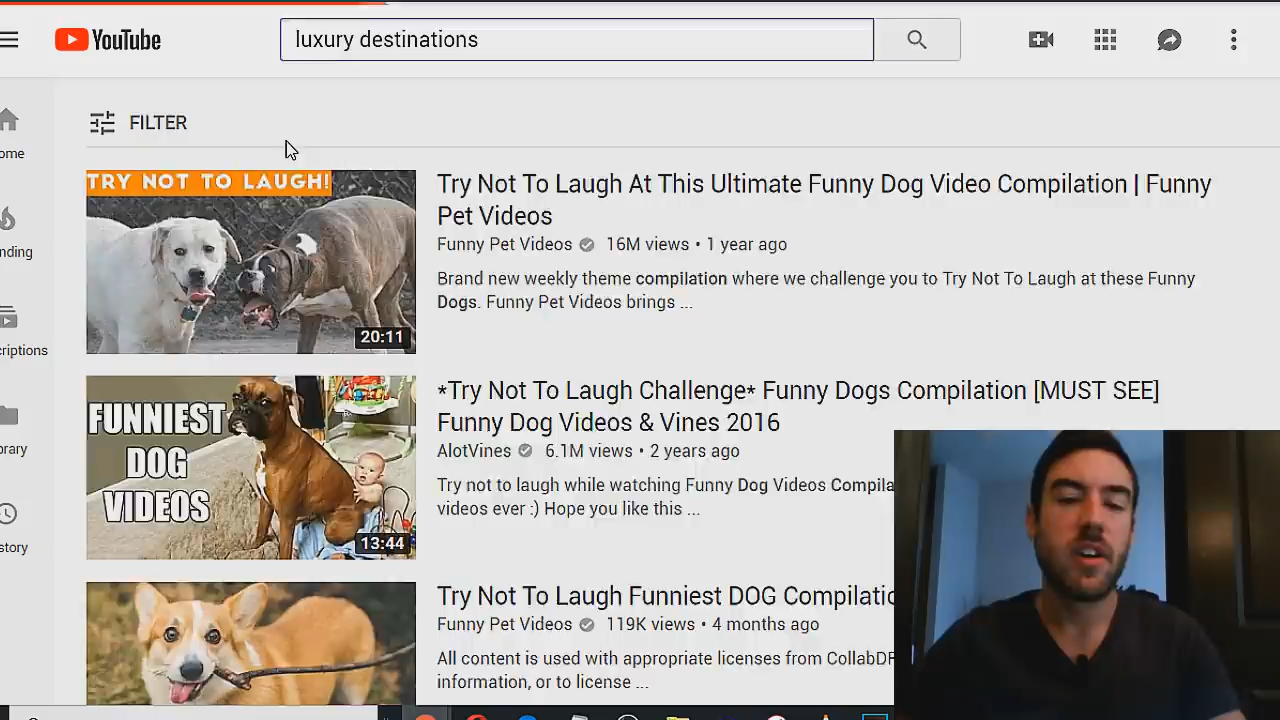 YouTube
luxury destinations
FILTER
ome
TRY NOT TO LAUGH!
20:11
Try Not To Laugh At This Ultimate Funny Dog Video Compilation | Funny
Pet Videos
Funny Pet Videos 16M views • 1 year ago
Brand new weekly theme compilation where we challenge you to Try Not To Laugh at these Funny
Dogs. Funny Pet Videos brings ...
nding
criptions
FUNNIEST
DOG
VIDEOS
13:44
*Try Not To Laugh Challenge* Funny Dogs Compilation [MUST SEE]
Funny Dog Videos & Vines 2016
AlotVines 6.1M views • 2 years ago
Try not to laugh while watching Funny Dog Videos Compila
videos ever :) Hope you like this ...
brary
story
Try Not To Laugh Funniest DOG Compilatio
Funny Pet Videos 119K views • 4 months ago
All content is used with appropriate licenses from CollabDR
information, or to license ...